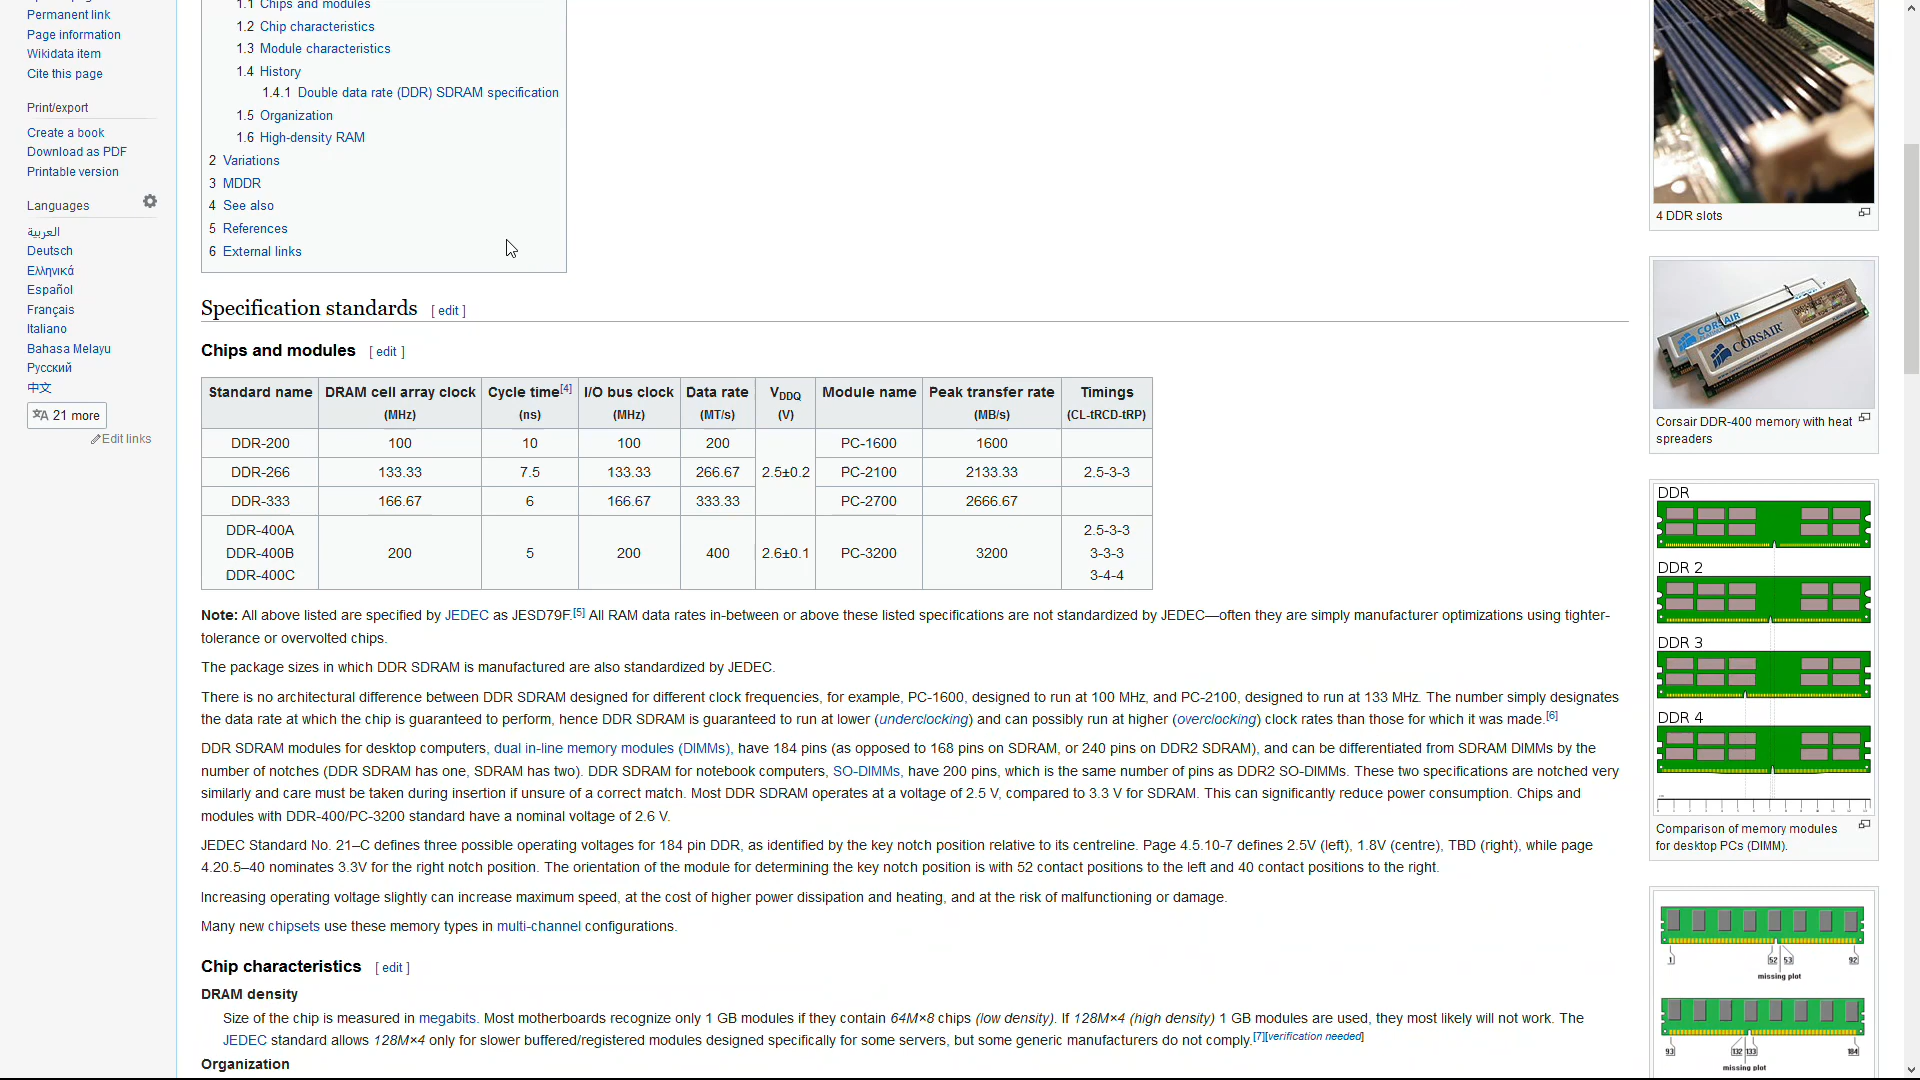 Permanent link
Page information
Wikidata item
Cite this page
Print/export
Create a book
Download as PDF
Printable version
Languages
العربية
Deutsch
Ελληνικά
Español
Français
Italiano
Bahasa Melayu
Русский
中文
21 more
Edit links
1.1 Chips and modules
1.2 Chip characteristics
1.3 Module characteristics
1.4 History
1.4.1 Double data rate (DDR) SDRAM specification
1.5 Organization
1.6 High-density RAM
2 Variations
3 MDDR
4 See also
5 References
6 External links
Specification standards [ edit ]
Chips and modules [ edit ]
Standard name DRAM cell array clock Cycle time[4] I/O bus clock Data rate VDDQ Module name Peak transfer rate Timings
(MHz) (ns) (MHz) (MT/s) (V) (MB/s) (CL-tRCD-tRP)
DDR-200 100 10 100 200 PC-1600 1600
DDR-266 133.33 7.5 133.33 266.67 2.5±0.2 PC-2100 2133.33 2.5-3-3
DDR-333 166.67 6 166.67 333.33 PC-2700 2666.67
DDR-400A 2.5-3-3
DDR-400B 200 5 200 400 2.6±0.1 PC-3200 3200 3-3-3
DDR-400C 3-4-4
Note: All above listed are specified by JEDEC as JESD79F.[5] All RAM data rates in-between or above these listed specifications are not standardized by JEDEC—often they are simply manufacturer optimizations using tighter-
tolerance or overvolted chips.
The package sizes in which DDR SDRAM is manufactured are also standardized by JEDEC.
There is no architectural difference between DDR SDRAM designed for different clock frequencies, for example, PC-1600, designed to run at 100 MHz, and PC-2100, designed to run at 133 MHz. The number simply designates
the data rate at which the chip is guaranteed to perform, hence DDR SDRAM is guaranteed to run at lower (underclocking) and can possibly run at higher (overclocking) clock rates than those for which it was made.[6]
DDR SDRAM modules for desktop computers, dual in-line memory modules (DIMMs), have 184 pins (as opposed to 168 pins on SDRAM, or 240 pins on DDR2 SDRAM), and can be differentiated from SDRAM DIMMs by the
number of notches (DDR SDRAM has one, SDRAM has two). DDR SDRAM for notebook computers, SO-DIMMs, have 200 pins, which is the same number of pins as DDR2 SO-DIMMs. These two specifications are notched very
similarly and care must be taken during insertion if unsure of a correct match. Most DDR SDRAM operates at a voltage of 2.5 V, compared to 3.3 V for SDRAM. This can significantly reduce power consumption. Chips and
modules with DDR-400/PC-3200 standard have a nominal voltage of 2.6 V.
JEDEC Standard No. 21–C defines three possible operating voltages for 184 pin DDR, as identified by the key notch position relative to its centreline. Page 4.5.10-7 defines 2.5V (left), 1.8V (centre), TBD (right), while page
4.20.5–40 nominates 3.3V for the right notch position. The orientation of the module for determining the key notch position is with 52 contact positions to the left and 40 contact positions to the right.
Increasing operating voltage slightly can increase maximum speed, at the cost of higher power dissipation and heating, and at the risk of malfunctioning or damage.
Many new chipsets use these memory types in multi-channel configurations.
Chip characteristics [ edit ]
DRAM density
Size of the chip is measured in megabits. Most motherboards recognize only 1 GB modules if they contain 64M×8 chips (low density). If 128M×4 (high density) 1 GB modules are used, they most likely will not work. The
JEDEC standard allows 128M×4 only for slower buffered/registered modules designed specifically for some servers, but some generic manufacturers do not comply.[7][verification needed]
Organization
4 DDR slots
CORSAIR
CORSAIR
Corsair DDR-400 memory with heat
spreaders
DDR
DDR 2
DDR 3
DDR 4
Comparison of memory modules
for desktop PCs (DIMM).
1 52 53 92
missing plot
93 132 133 184
missing plot